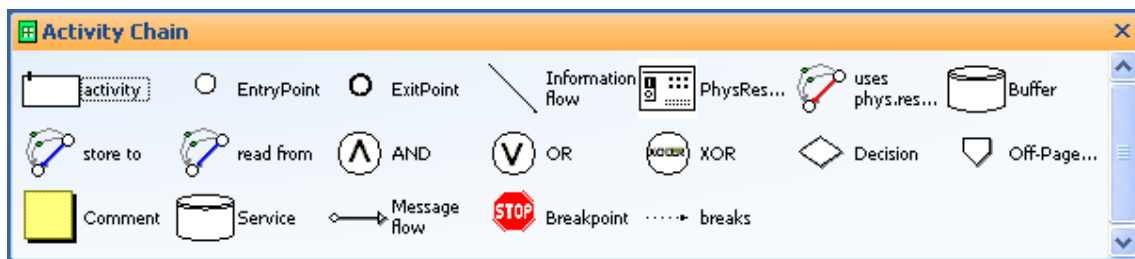 Activity Chain
activity EntryPoint ExitPoint Information flow PhysRes... uses phys.res... Buffer
store to read from AND OR XOR Decision Off-Page...
Comment Service Message flow STOP Breakpoint breaks